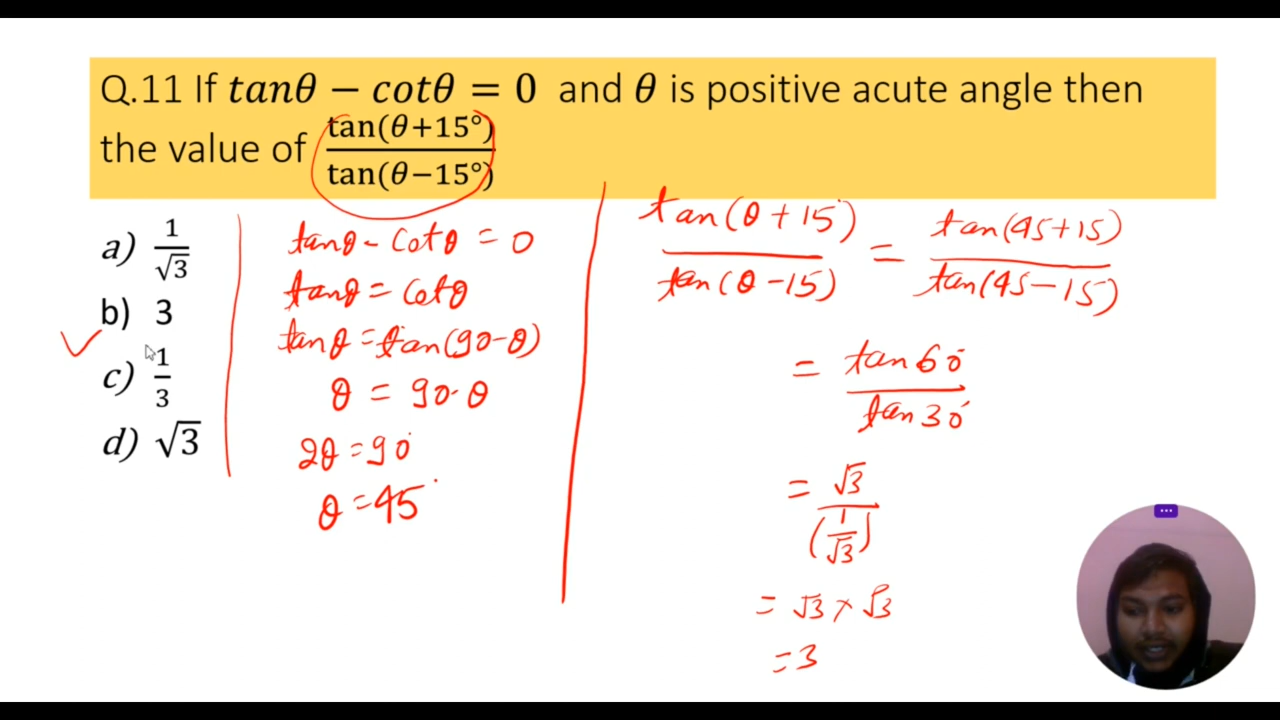 Q.11 If tanθ − cotθ = 0 and θ is positive acute angle then
the value of tan(θ+15°)/tan(θ−15°)
a) 1/√3
b) 3
c) 1/3
d) √3
tanθ - cotθ = 0
tanθ = cotθ
tanθ = tan(90-θ)
θ = 90-θ
2θ = 90°
θ = 45°
tan(θ+15)/tan(θ-15) = tan(45+15)/tan(45-15)
= tan60°/tan30°
= √3/(1/√3)
= √3 × √3
= 3